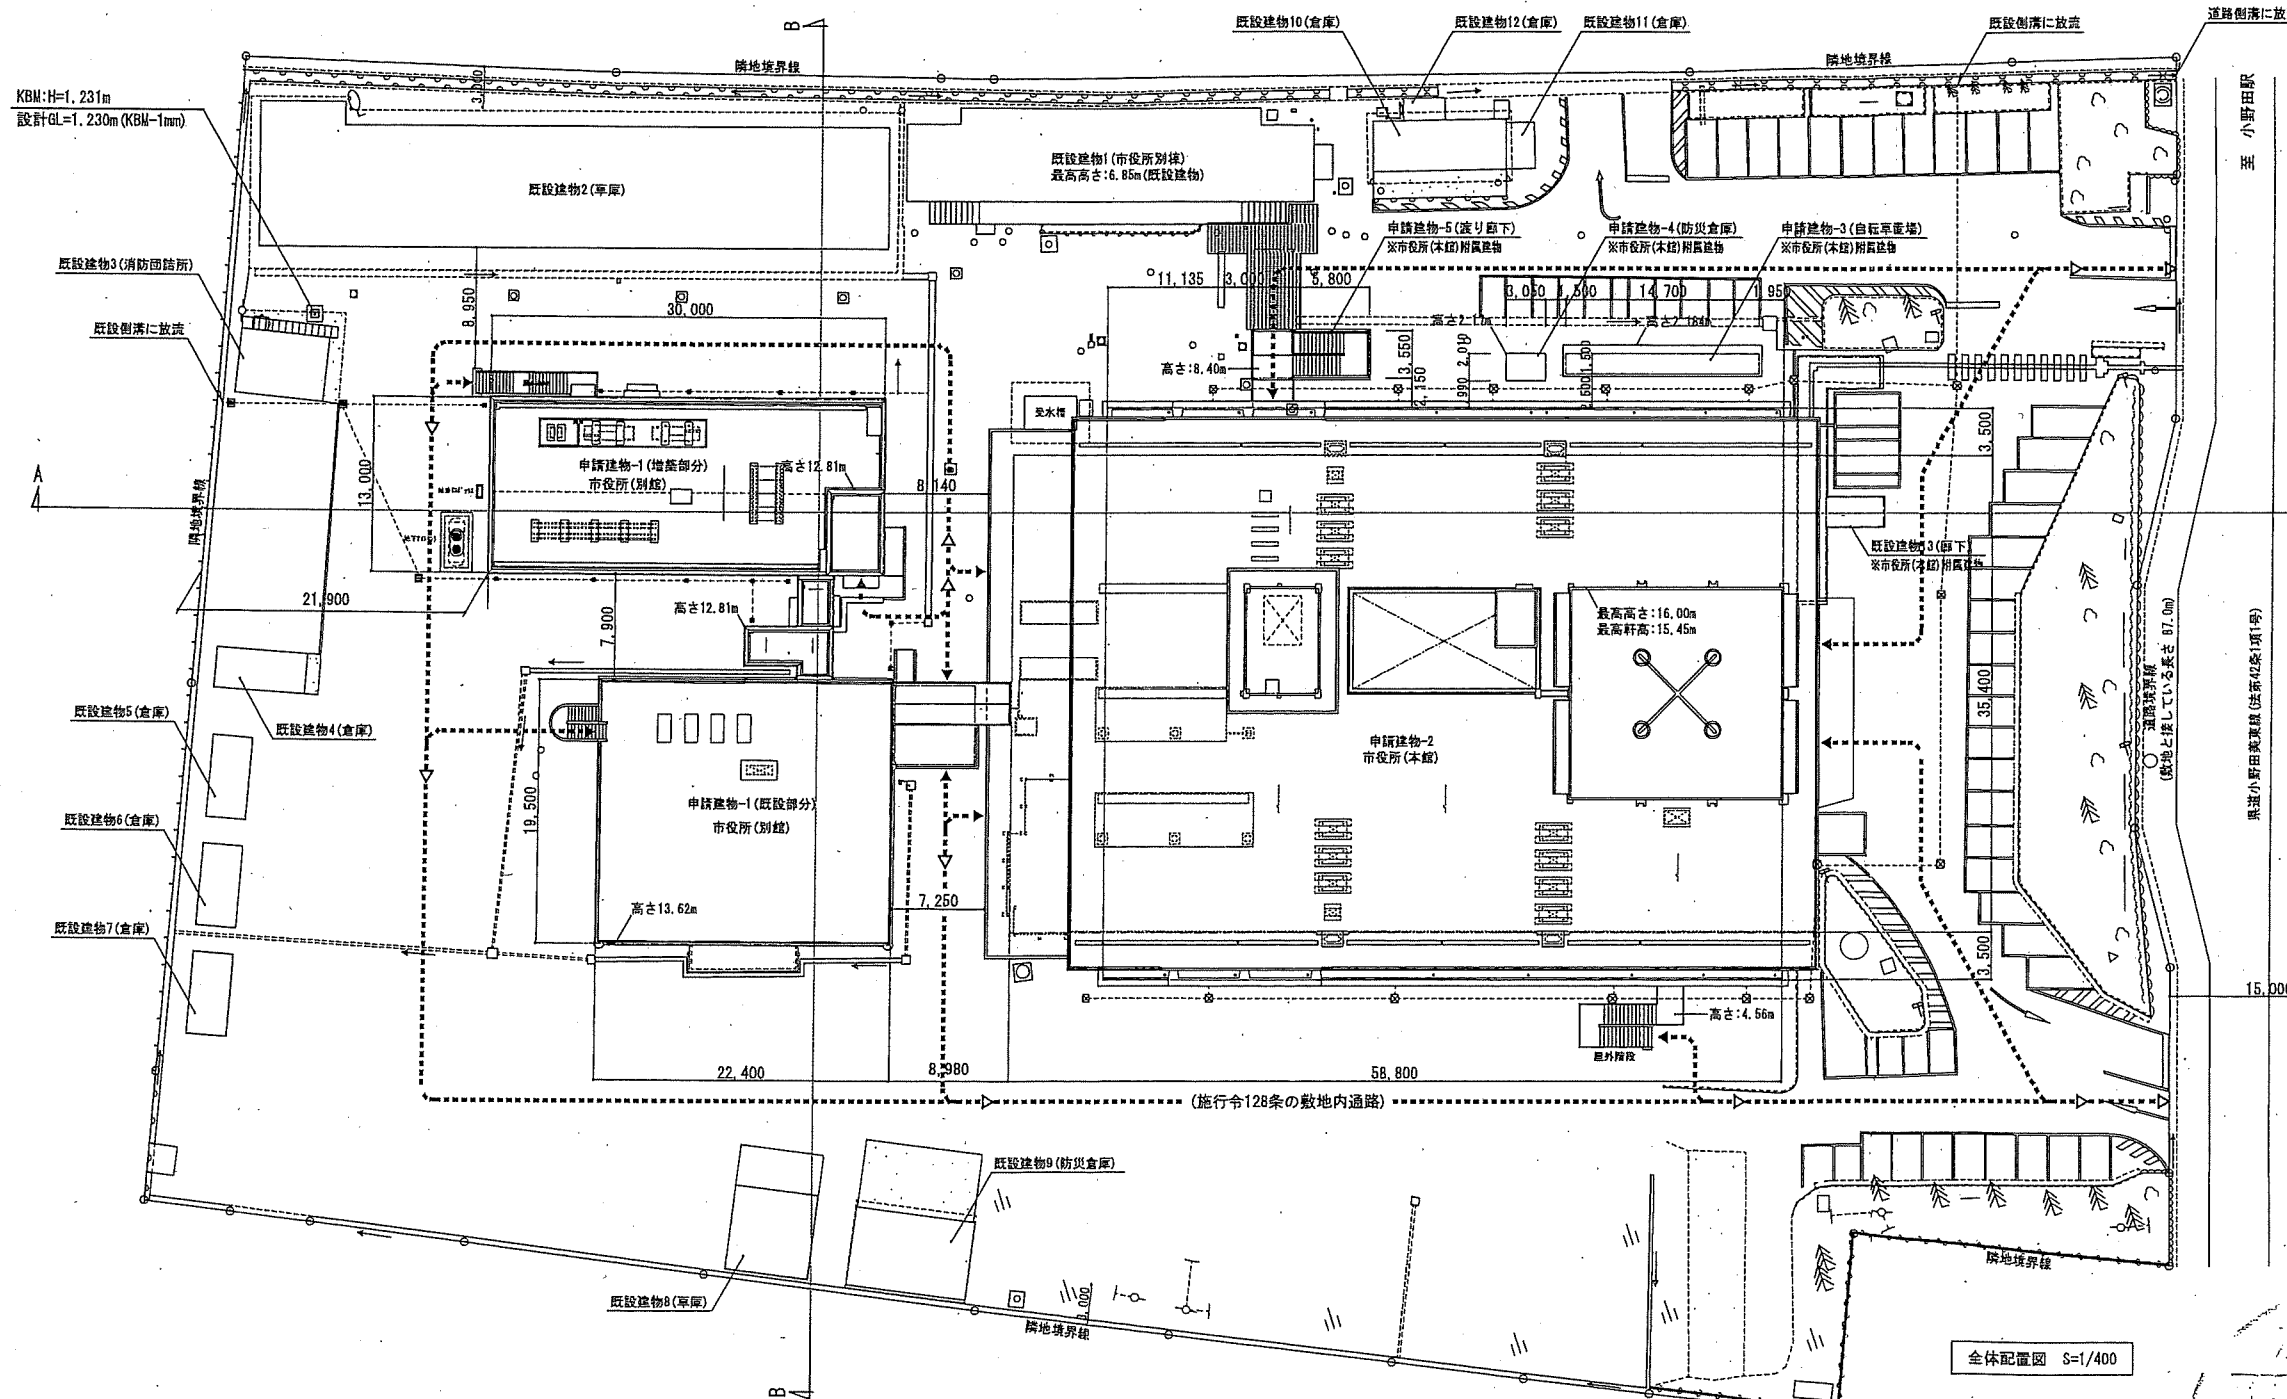 B
既設建物10(倉庫)
既設建物12(倉庫)
既設建物11(倉庫)
既設側溝に放流
道路側溝に放
隣地境界線
隣地境界線
KBM:H=1,231m
設計GL=1,230m(KBM-1mm)
3,000
至 小野田駅
既設建物2(車庫)
既設建物1(市役所別棟)
最高高さ:6.85m(既設建物)
申請建物-5(渡り廊下)
※市役所(本館)附属建物
申請建物-4(防災倉庫)
※市役所(本館)附属建物
申請建物-3(自転車置場)
※市役所(本館)附属建物
既設建物3(消防団詰所)
既設側溝に放流
8,950
30,000
11,135
3,000
5,800
3,050
14,700
1,950
高さ:8.40m
3,550
2,150
2,010
990
1,500
受水槽
A
隣地境界線
13,000
申請建物-1(増築部分)
市役所(別館)
高さ12.81m
8,140
3,500
既設建物13(廊下)
※市役所(本館)附属建物
21,900
7,900
高さ12.81m
最高高さ:16.00m
最高軒高:15.45m
35,400
道路境界線
(敷地と接している長さ 87.0m)
県道小野田美東線(法第42条1項1号)
既設建物4(倉庫)
既設建物5(倉庫)
既設建物6(倉庫)
既設建物7(倉庫)
19,500
申請建物-1(既設部分)
市役所(別館)
高さ13.62m
7,250
申請建物-2
市役所(本館)
3,500
15,000
高さ:4.56m
屋外階段
22,400
8,980
58,800
(施行令128条の敷地内通路)
既設建物9(防災倉庫)
既設建物8(車庫)
隣地境界線
隣地境界線
B
全体配置図 S=1/400